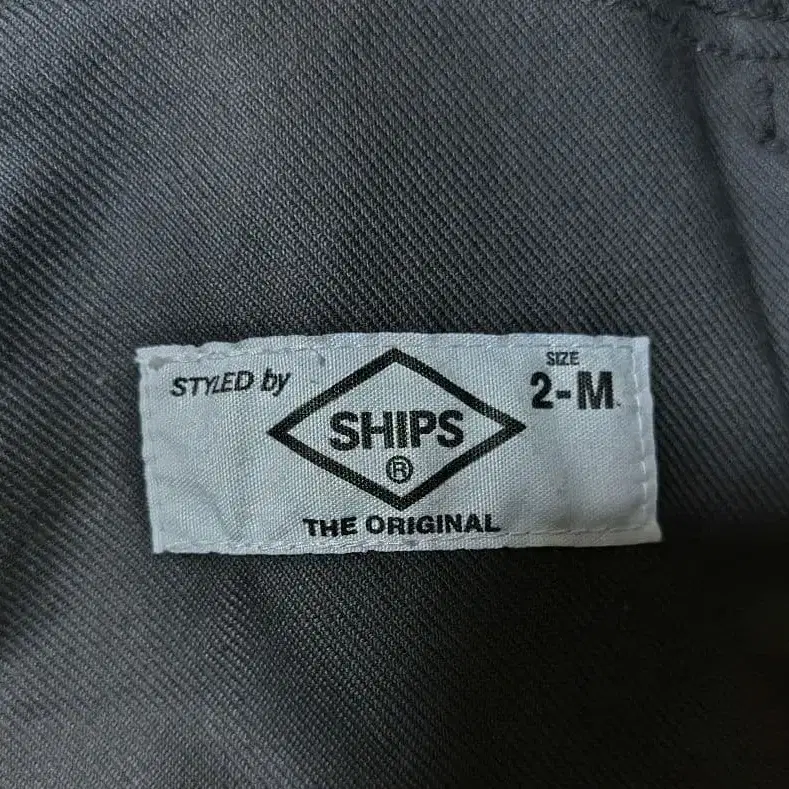 STYLED by
SHIPS
®
THE ORIGINAL
SIZE
2-M